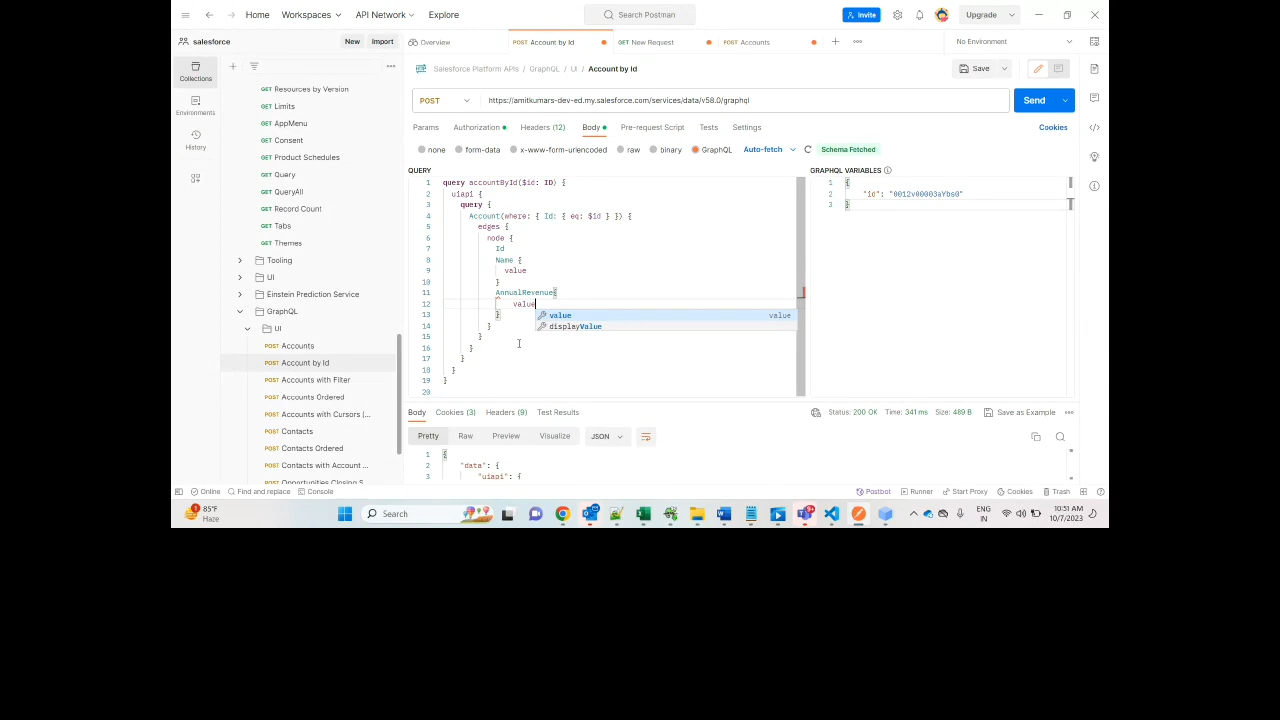 Home Workspaces API Network Explore Search Postman Invite Upgrade
salesforce New Import Overview POST Account by Id POST New Request POST Accounts No Environment
Collections
Environments
History
GET Resources by Version
GET Limits
GET AppMenu
GET Consent
GET Product Schedules
GET Query
GET QueryAll
GET Record Count
GET Tabs
GET Themes
Tooling
UI
Einstein Prediction Service
GraphQL
UI
POST Accounts
POST Account by Id
POST Accounts with Filter
POST Accounts Ordered
POST Accounts with Cursors (...
POST Contacts
POST Contacts Ordered
POST Contacts with Account ...
POST Opportunities Closing S
Salesforce Platform APIs / GraphQL / UI / Account by Id Save
POST https://amitkumars-dev-ed.my.salesforce.com/services/data/v58.0/graphql Send
Params Authorization Headers (12) Body Pre-request Script Tests Settings Cookies
none form-data x-www-form-urlencoded raw binary GraphQL Auto-fetch Schema Fetched
QUERY
1 query accountById($id: ID) {
2 uiapi {
3 query {
4 Account(where: { Id: { eq: $id } }) {
5 edges {
6 node {
7 Id
8 Name {
9 value
10 }
11 AnnualRevenue{
12 value
13 }
14 }
15 }
16 }
17 }
18 }
19 }
20
value value
displayValue
GRAPHQL VARIABLES
1 {
2 "id": "0012v00003aYbs0"
3 }
Body Cookies (3) Headers (9) Test Results Status: 200 OK Time: 341 ms Size: 489 B Save as Example
Pretty Raw Preview Visualize JSON
1 {
2 "data": {
3 "uiapi": {
Online Find and replace Console Postbot Runner Start Proxy Cookies Trash
85°F
Haze
Search
ENG
IN
10:51 AM
10/7/2023